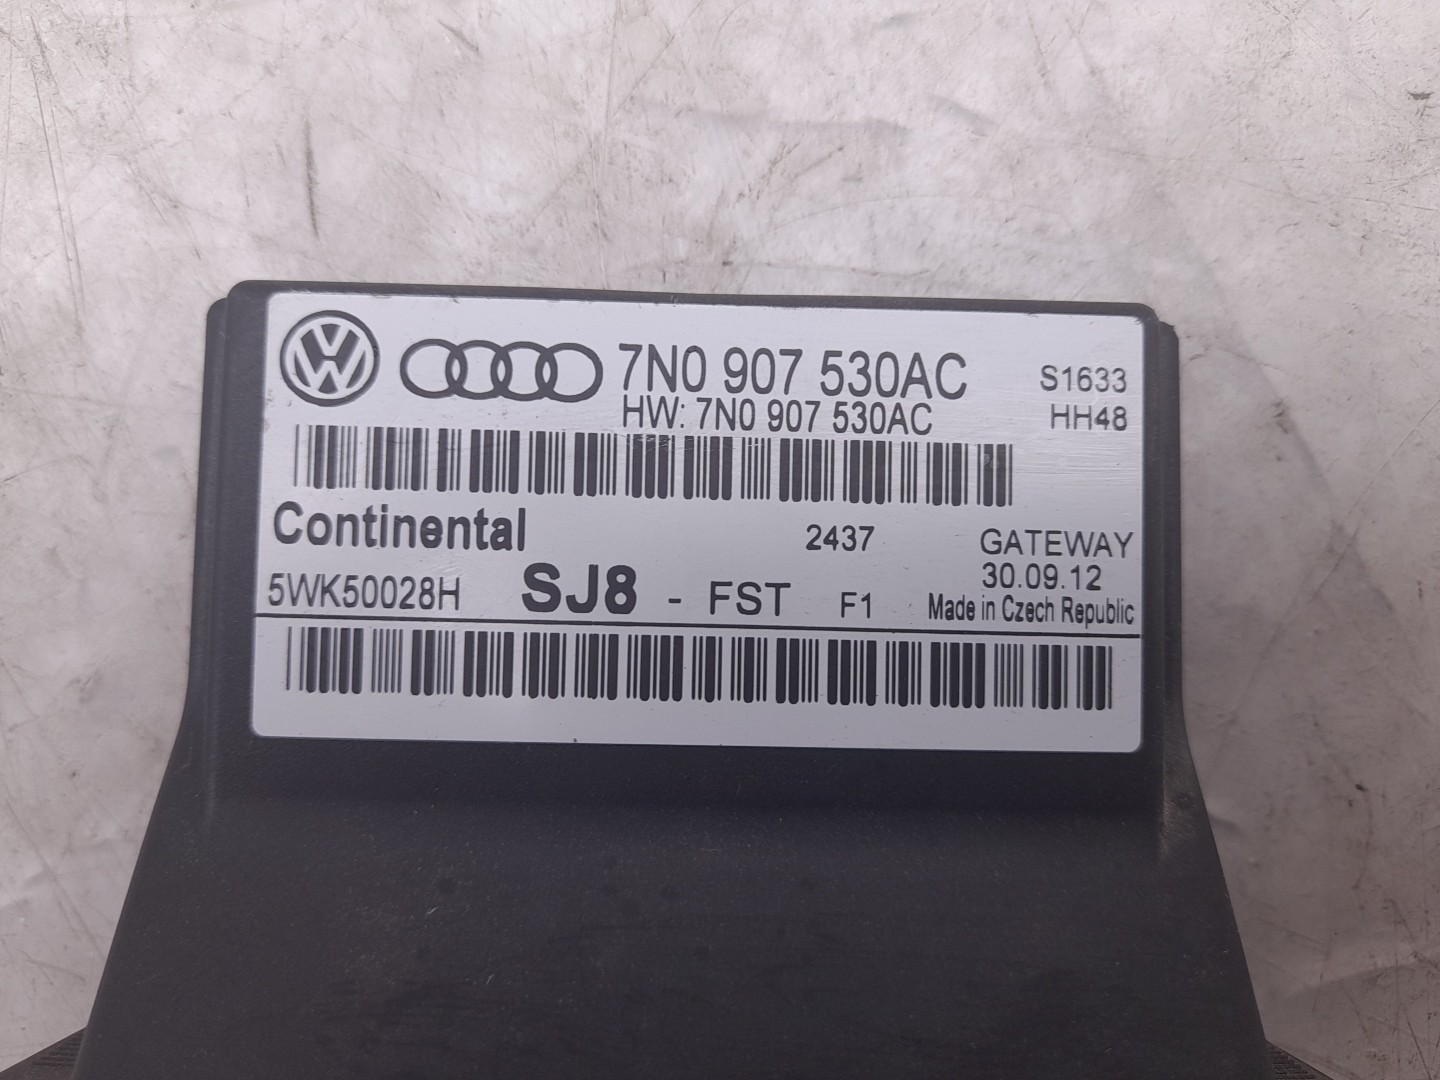 7N0 907 530AC S1633
HW: 7N0 907 530AC HH48
Continental 2437 GATEWAY
5WK50028H SJ8 - FST F1 30.09.12
Made in Czech Republic